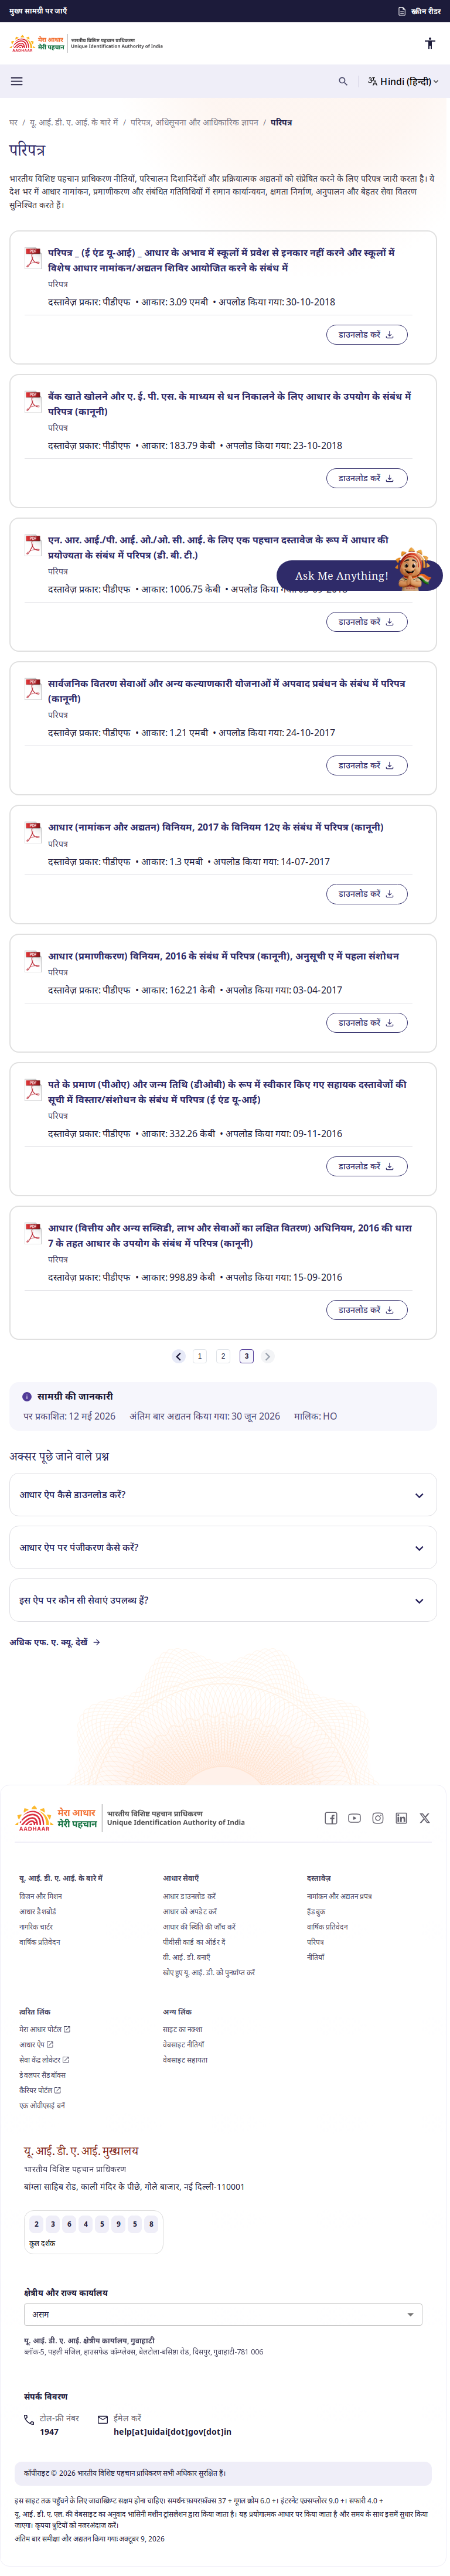 मुख्य सामग्री पर जाएँ
स्क्रीन रीडर
मेरा आधार
मेरी पहचान
AADHAAR
भारतीय विशिष्ट पहचान प्राधिकरण
Unique Identification Authority of India
Hindi (हिन्दी)
घर / यू. आई. डी. ए. आई. के बारे में / परिपत्र, अधिसूचना और आधिकारिक ज्ञापन / परिपत्र
परिपत्र
भारतीय विशिष्ट पहचान प्राधिकरण नीतियों, परिचालन दिशानिर्देशों और प्रक्रियात्मक अद्यतनों को संप्रेषित करने के लिए परिपत्र जारी करता है। ये
देश भर में आधार नामांकन, प्रमाणीकरण और संबंधित गतिविधियों में समान कार्यान्वयन, क्षमता निर्माण, अनुपालन और बेहतर सेवा वितरण
सुनिश्चित करते हैं।
परिपत्र _ (ई एंड यू-आई) _ आधार के अभाव में स्कूलों में प्रवेश से इनकार नहीं करने और स्कूलों में
विशेष आधार नामांकन/अद्यतन शिविर आयोजित करने के संबंध में
परिपत्र
दस्तावेज़ प्रकार: पीडीएफ • आकार: 3.09 एमबी • अपलोड किया गया: 30-10-2018
डाउनलोड करें
बैंक खाते खोलने और ए. ई. पी. एस. के माध्यम से धन निकालने के लिए आधार के उपयोग के संबंध में
परिपत्र (कानूनी)
परिपत्र
दस्तावेज़ प्रकार: पीडीएफ • आकार: 183.79 केबी • अपलोड किया गया: 23-10-2018
डाउनलोड करें
एन. आर. आई./पी. आई. ओ./ओ. सी. आई. के लिए एक पहचान दस्तावेज के रूप में आधार की
प्रयोज्यता के संबंध में परिपत्र (डी. बी. टी.)
परिपत्र
Ask Me Anything!
दस्तावेज़ प्रकार: पीडीएफ • आकार: 1006.75 केबी • अपलोड किया
डाउनलोड करें
सार्वजनिक वितरण सेवाओं और अन्य कल्याणकारी योजनाओं में अपवाद प्रबंधन के संबंध में परिपत्र
(कानूनी)
परिपत्र
दस्तावेज़ प्रकार: पीडीएफ • आकार: 1.21 एमबी • अपलोड किया गया: 24-10-2017
डाउनलोड करें
आधार (नामांकन और अद्यतन) विनियम, 2017 के विनियम 12ए के संबंध में परिपत्र (कानूनी)
परिपत्र
दस्तावेज़ प्रकार: पीडीएफ • आकार: 1.3 एमबी • अपलोड किया गया: 14-07-2017
डाउनलोड करें
आधार (प्रमाणीकरण) विनियम, 2016 के संबंध में परिपत्र (कानूनी), अनुसूची ए में पहला संशोधन
परिपत्र
दस्तावेज़ प्रकार: पीडीएफ • आकार: 162.21 केबी • अपलोड किया गया: 03-04-2017
डाउनलोड करें
पते के प्रमाण (पीओए) और जन्म तिथि (डीओबी) के रूप में स्वीकार किए गए सहायक दस्तावेजों की
सूची में विस्तार/संशोधन के संबंध में परिपत्र (ई एंड यू-आई)
परिपत्र
दस्तावेज़ प्रकार: पीडीएफ • आकार: 332.26 केबी • अपलोड किया गया: 09-11-2016
डाउनलोड करें
आधार (वित्तीय और अन्य सब्सिडी, लाभ और सेवाओं का लक्षित वितरण) अधिनियम, 2016 की धारा
7 के तहत आधार के उपयोग के संबंध में परिपत्र (कानूनी)
परिपत्र
दस्तावेज़ प्रकार: पीडीएफ • आकार: 998.89 केबी • अपलोड किया गया: 15-09-2016
डाउनलोड करें
1 2 3
सामग्री की जानकारी
पर प्रकाशित: 12 मई 2026 अंतिम बार अद्यतन किया गया: 30 जून 2026 मालिक: HO
अक्सर पूछे जाने वाले प्रश्न
आधार ऐप कैसे डाउनलोड करें?
आधार ऐप पर पंजीकरण कैसे करें?
इस ऐप पर कौन सी सेवाएं उपलब्ध हैं?
अधिक एफ. ए. क्यू. देखें
मेरा आधार
मेरी पहचान
AADHAAR
भारतीय विशिष्ट पहचान प्राधिकरण
Unique Identification Authority of India
यू. आई. डी. ए. आई. के बारे में
विजन और मिशन
आधार डैशबोर्ड
नागरिक चार्टर
वार्षिक प्रतिवेदन
आधार सेवाएँ
आधार डाउनलोड करें
आधार को अपडेट करें
आधार की स्थिति की जाँच करें
पीवीसी कार्ड का ऑर्डर दें
वी. आई. डी. बनाएँ
खोए हुए यू. आई. डी. को पुनर्प्राप्त करें
दस्तावेज़
नामांकन और अद्यतन प्रपत्र
हैंडबुक
वार्षिक प्रतिवेदन
परिपत्र
नीतियाँ
त्वरित लिंक
मेरा आधार पोर्टल
आधार ऐप
सेवा केंद्र लोकेटर
डेवलपर सैंडबॉक्स
कैरियर पोर्टल
एक ओवीएसई बनें
अन्य लिंक
साइट का नक्शा
वेबसाइट नीतियाँ
वेबसाइट सहायता
यू. आई. डी. ए. आई. मुख्यालय
भारतीय विशिष्ट पहचान प्राधिकरण
बांग्ला साहिब रोड, काली मंदिर के पीछे, गोले बाजार, नई दिल्ली-110001
2 3 6 4 5 9 5 8
कुल दर्शक
क्षेत्रीय और राज्य कार्यालय
असम
यू. आई. डी. ए. आई. क्षेत्रीय कार्यालय, गुवाहाटी
ब्लॉक-5, पहली मंजिल, हाउसफेड कॉम्प्लेक्स, बेलटोला-बसिष्ठा रोड, दिसपुर, गुवाहाटी-781 006
संपर्क विवरण
टोल-फ्री नंबर
1947
ईमेल करें
help[at]uidai[dot]gov[dot]in
कॉपीराइट © 2026 भारतीय विशिष्ट पहचान प्राधिकरण सभी अधिकार सुरक्षित हैं।
इस साइट तक पहुँचने के लिए जावास्क्रिप्ट सक्षम होना चाहिए। समर्थन फ़ायरफ़ॉक्स 37 + गूगल क्रोम 6.0 +। इंटरनेट एक्सप्लोरर 9.0 +। सफारी 4.0 +
यू. आई. डी. ए. एल. की वेबसाइट का अनुवाद भाषिनी मशीन ट्रांसलेशन द्वारा किया जाता है। यह प्रयोगात्मक आधार पर किया जाता है और समय के साथ इसमें सुधार किया
जाएगा। कृपया त्रुटियों को नजरअंदाज करें।
अंतिम बार समीक्षा और अद्यतन किया गया अक्टूबर 9, 2026